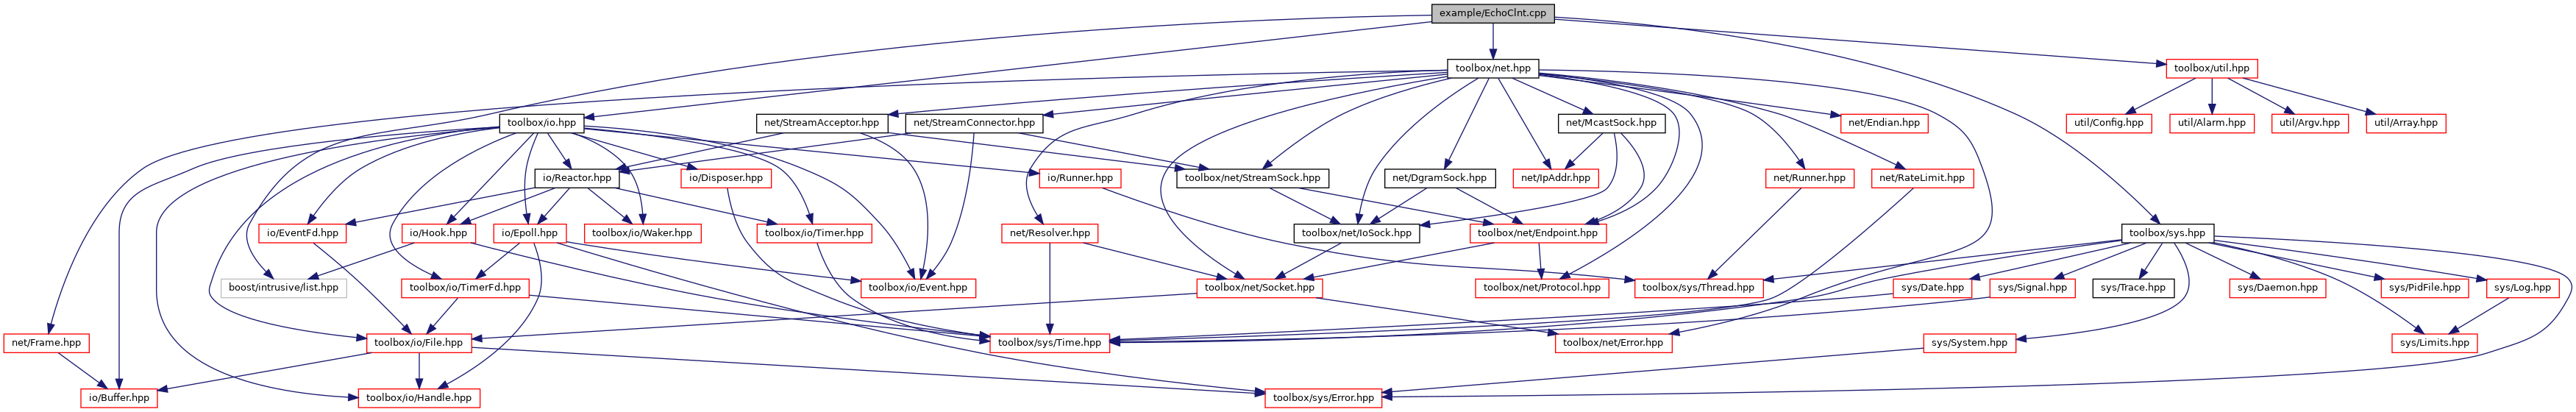 example/EchoClnt.cpp
toolbox/net.hpp
toolbox/util.hpp
toolbox/io.hpp
net/StreamAcceptor.hpp
net/StreamConnector.hpp
net/McastSock.hpp
net/Endian.hpp
util/Config.hpp
util/Alarm.hpp
util/Argv.hpp
util/Array.hpp
io/Reactor.hpp
io/Disposer.hpp
io/Runner.hpp
toolbox/net/StreamSock.hpp
net/DgramSock.hpp
net/IpAddr.hpp
net/Runner.hpp
net/RateLimit.hpp
io/EventFd.hpp
io/Hook.hpp
io/Epoll.hpp
toolbox/io/Waker.hpp
toolbox/io/Timer.hpp
net/Resolver.hpp
toolbox/net/IoSock.hpp
toolbox/net/Endpoint.hpp
toolbox/sys.hpp
boost/intrusive/list.hpp
toolbox/io/TimerFd.hpp
toolbox/io/Event.hpp
toolbox/net/Socket.hpp
toolbox/net/Protocol.hpp
toolbox/sys/Thread.hpp
sys/Date.hpp
sys/Signal.hpp
sys/Trace.hpp
sys/Daemon.hpp
sys/PidFile.hpp
sys/Log.hpp
net/Frame.hpp
toolbox/io/File.hpp
toolbox/sys/Time.hpp
toolbox/net/Error.hpp
sys/System.hpp
sys/Limits.hpp
io/Buffer.hpp
toolbox/io/Handle.hpp
toolbox/sys/Error.hpp